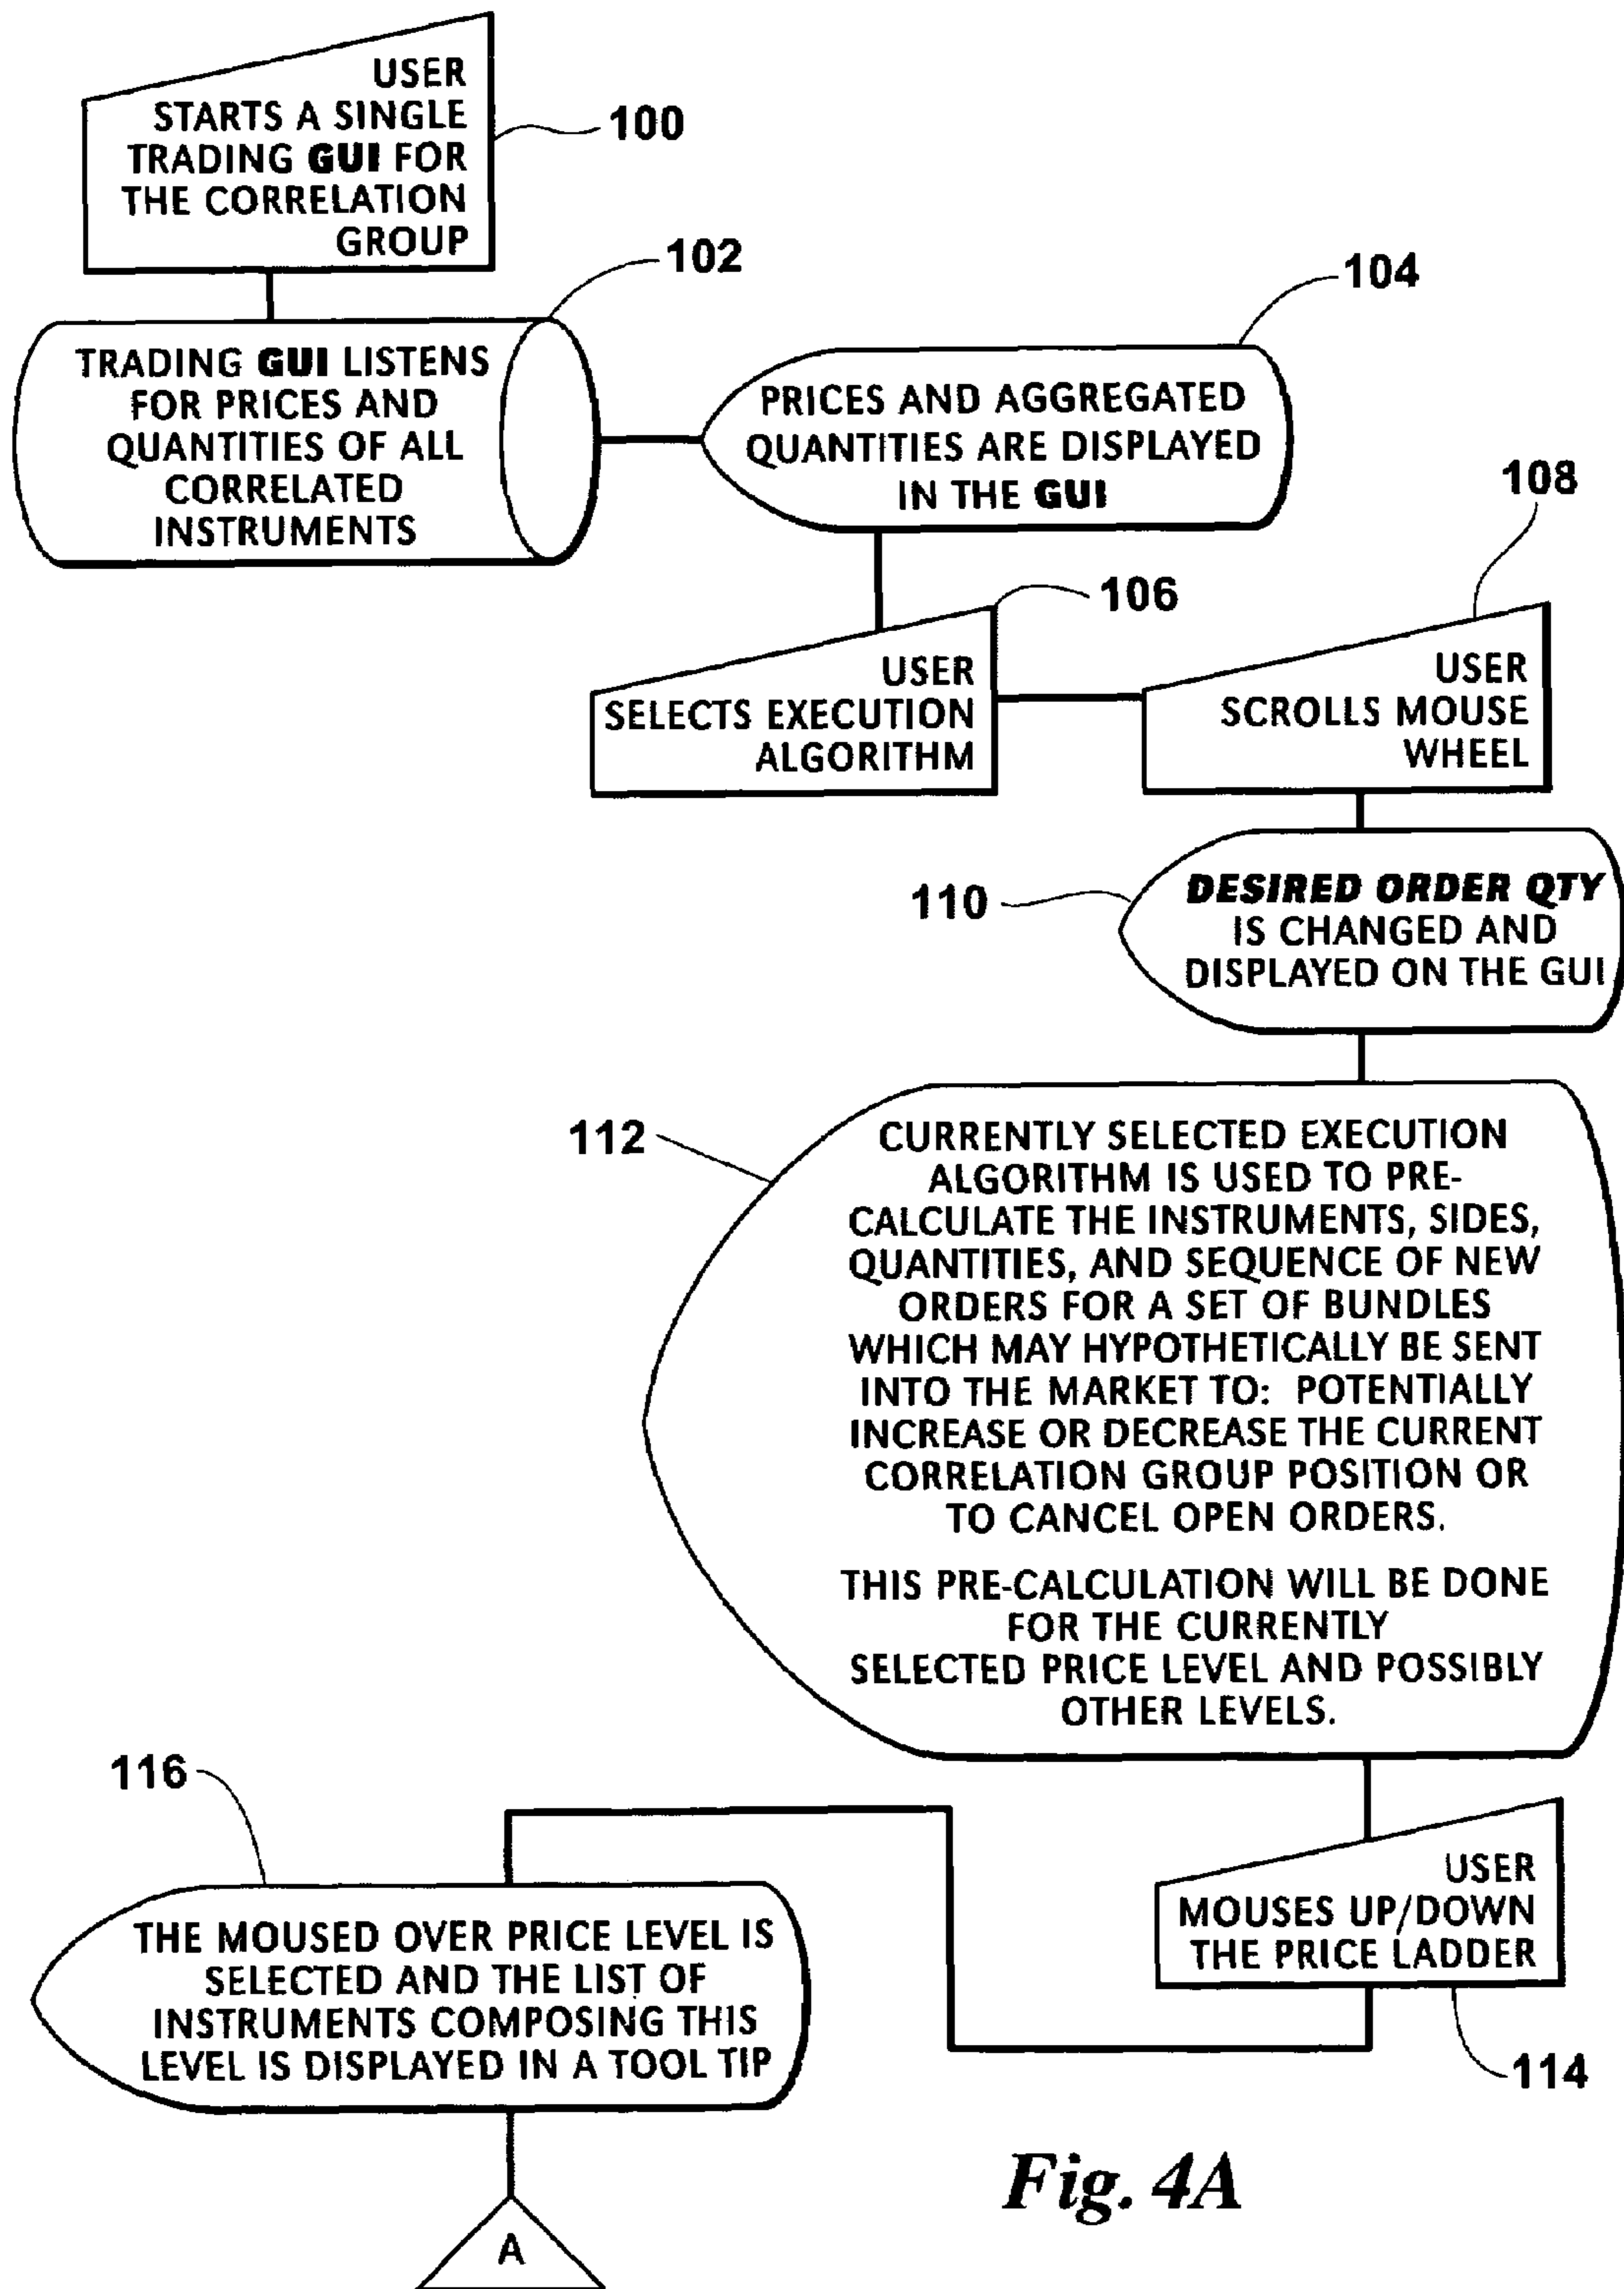 USER
STARTS A SINGLE
TRADING GUI FOR
THE CORRELATION
GROUP
100
102
TRADING GUI LISTENS
FOR PRICES AND
QUANTITIES OF ALL
CORRELATED
INSTRUMENTS
104
PRICES AND AGGREGATED
QUANTITIES ARE DISPLAYED
IN THE GUI
106
USER
SELECTS EXECUTION
ALGORITHM
108
USER
SCROLLS MOUSE
WHEEL
110
DESIRED ORDER QTY
IS CHANGED AND
DISPLAYED ON THE GUI
112
CURRENTLY SELECTED EXECUTION
ALGORITHM IS USED TO PRE-
CALCULATE THE INSTRUMENTS, SIDES,
QUANTITIES, AND SEQUENCE OF NEW
ORDERS FOR A SET OF BUNDLES
WHICH MAY HYPOTHETICALLY BE SENT
INTO THE MARKET TO: POTENTIALLY
INCREASE OR DECREASE THE CURRENT
CORRELATION GROUP POSITION OR
TO CANCEL OPEN ORDERS.
THIS PRE-CALCULATION WILL BE DONE
FOR THE CURRENTLY
SELECTED PRICE LEVEL AND POSSIBLY
OTHER LEVELS.
USER
MOUSES UP/DOWN
THE PRICE LADDER
114
116
THE MOUSED OVER PRICE LEVEL IS
SELECTED AND THE LIST OF
INSTRUMENTS COMPOSING THIS
LEVEL IS DISPLAYED IN A TOOL TIP
A
Fig. 4A